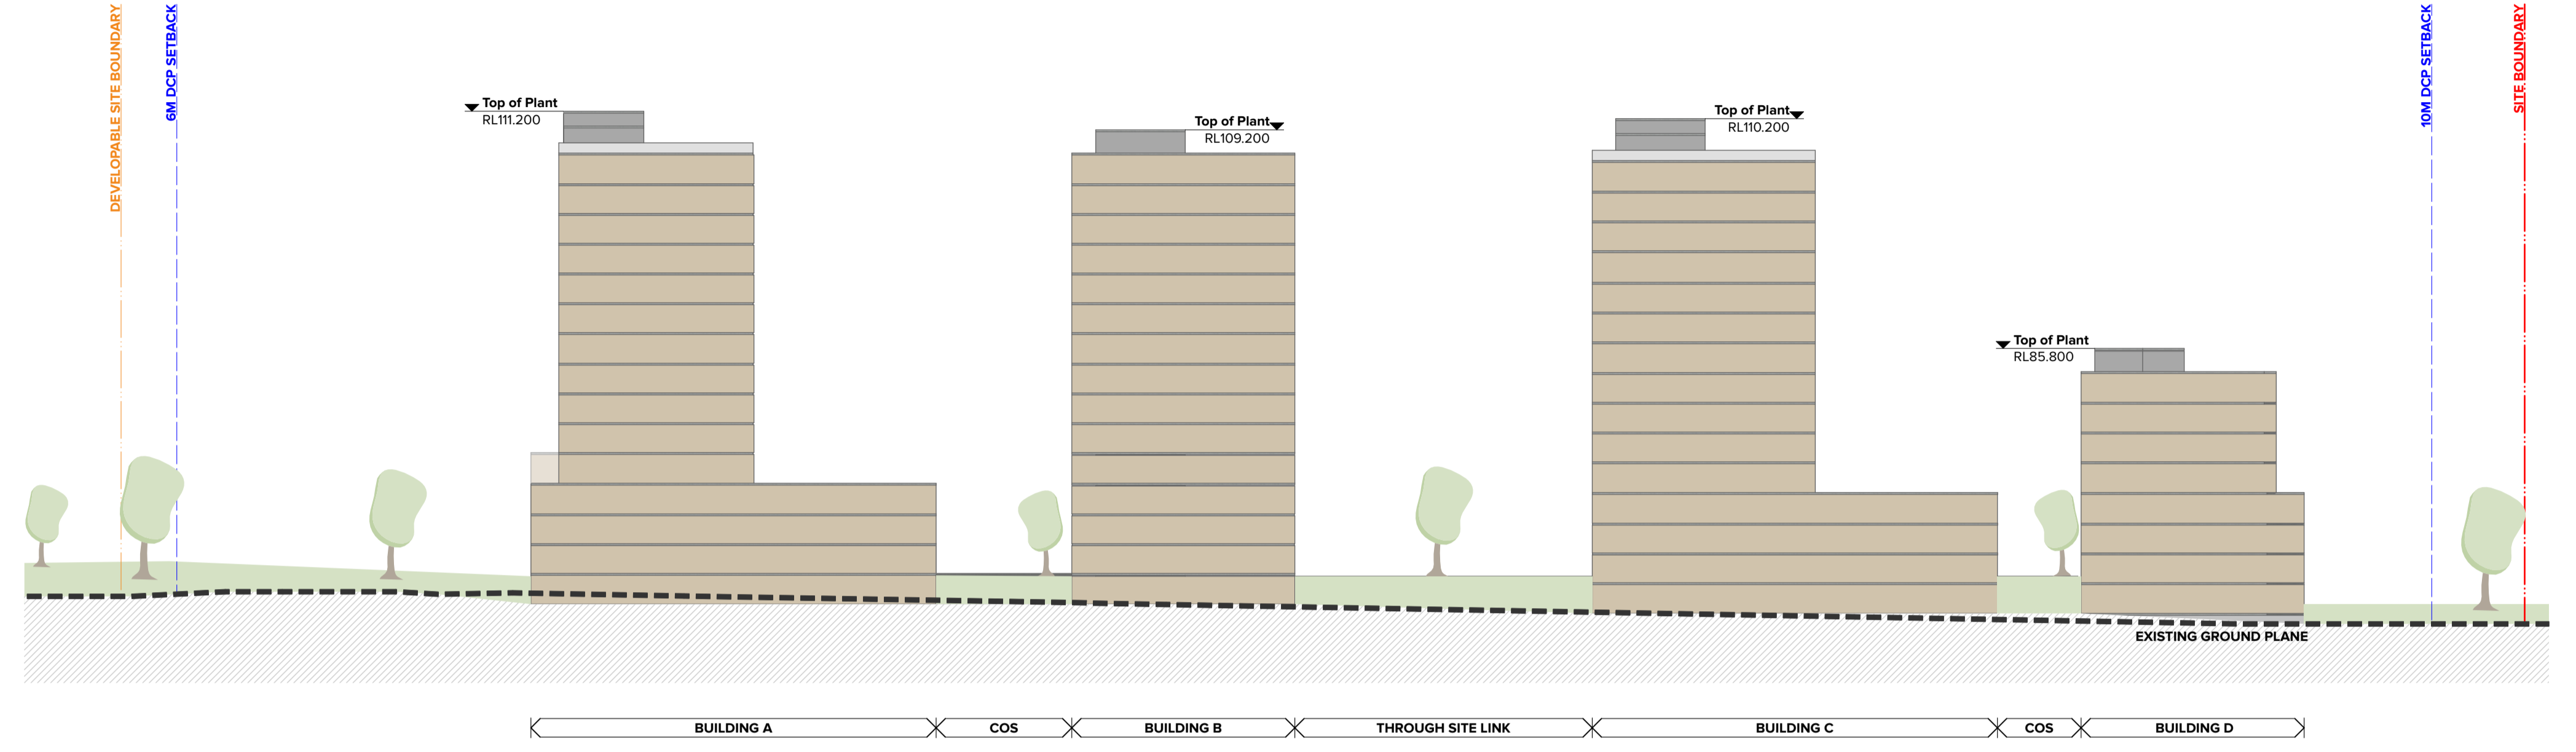 DEVELOPABLE SITE BOUNDARY
6M DCP SETBACK
10M DCP SETBACK
SITE BOUNDARY
Top of Plant
RL111.200
Top of Plant
RL109.200
Top of Plant
RL110.200
Top of Plant
RL85.800
EXISTING GROUND PLANE
BUILDING A
COS
BUILDING B
THROUGH SITE LINK
BUILDING C
COS
BUILDING D